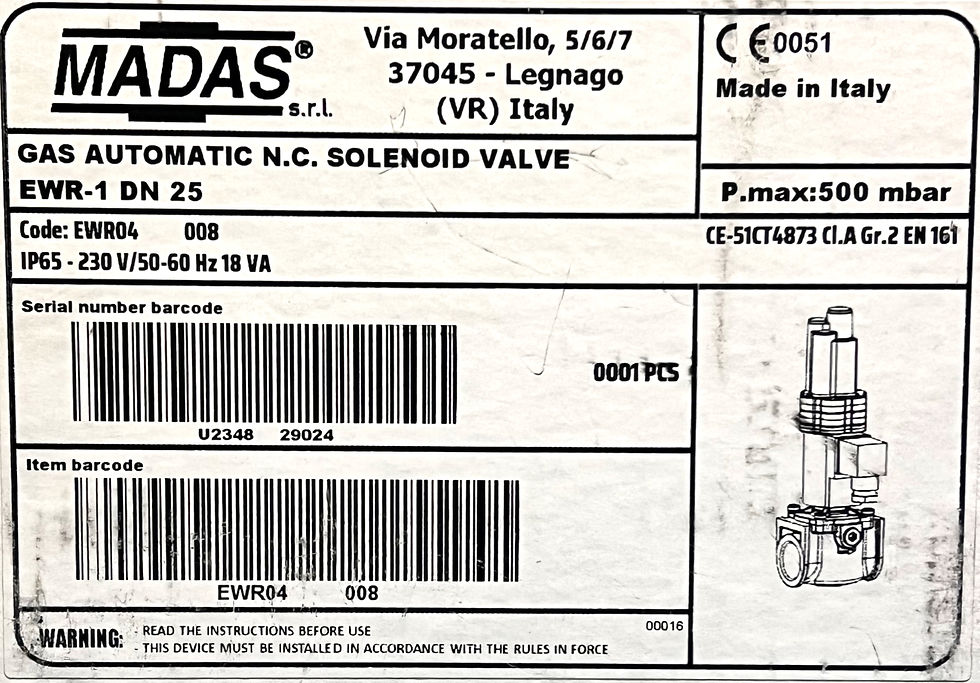 MADAS®
s.r.l.
Via Moratello, 5/6/7
37045 - Legnago
(VR) Italy
CE 0051
Made in Italy
GAS AUTOMATIC N.C. SOLENOID VALVE
EWR-1 DN 25
P.max:500 mbar
Code: EWR04 008
IP65 - 230 V/50-60 Hz 18 VA
CE-51CT4873 Cl.A Gr.2 EN 161
Serial number barcode
U2348 29024
0001 PCS
Item barcode
EWR04 008
WARNING:
- READ THE INSTRUCTIONS BEFORE USE
- THIS DEVICE MUST BE INSTALLED IN ACCORDANCE WITH THE RULES IN FORCE
00016